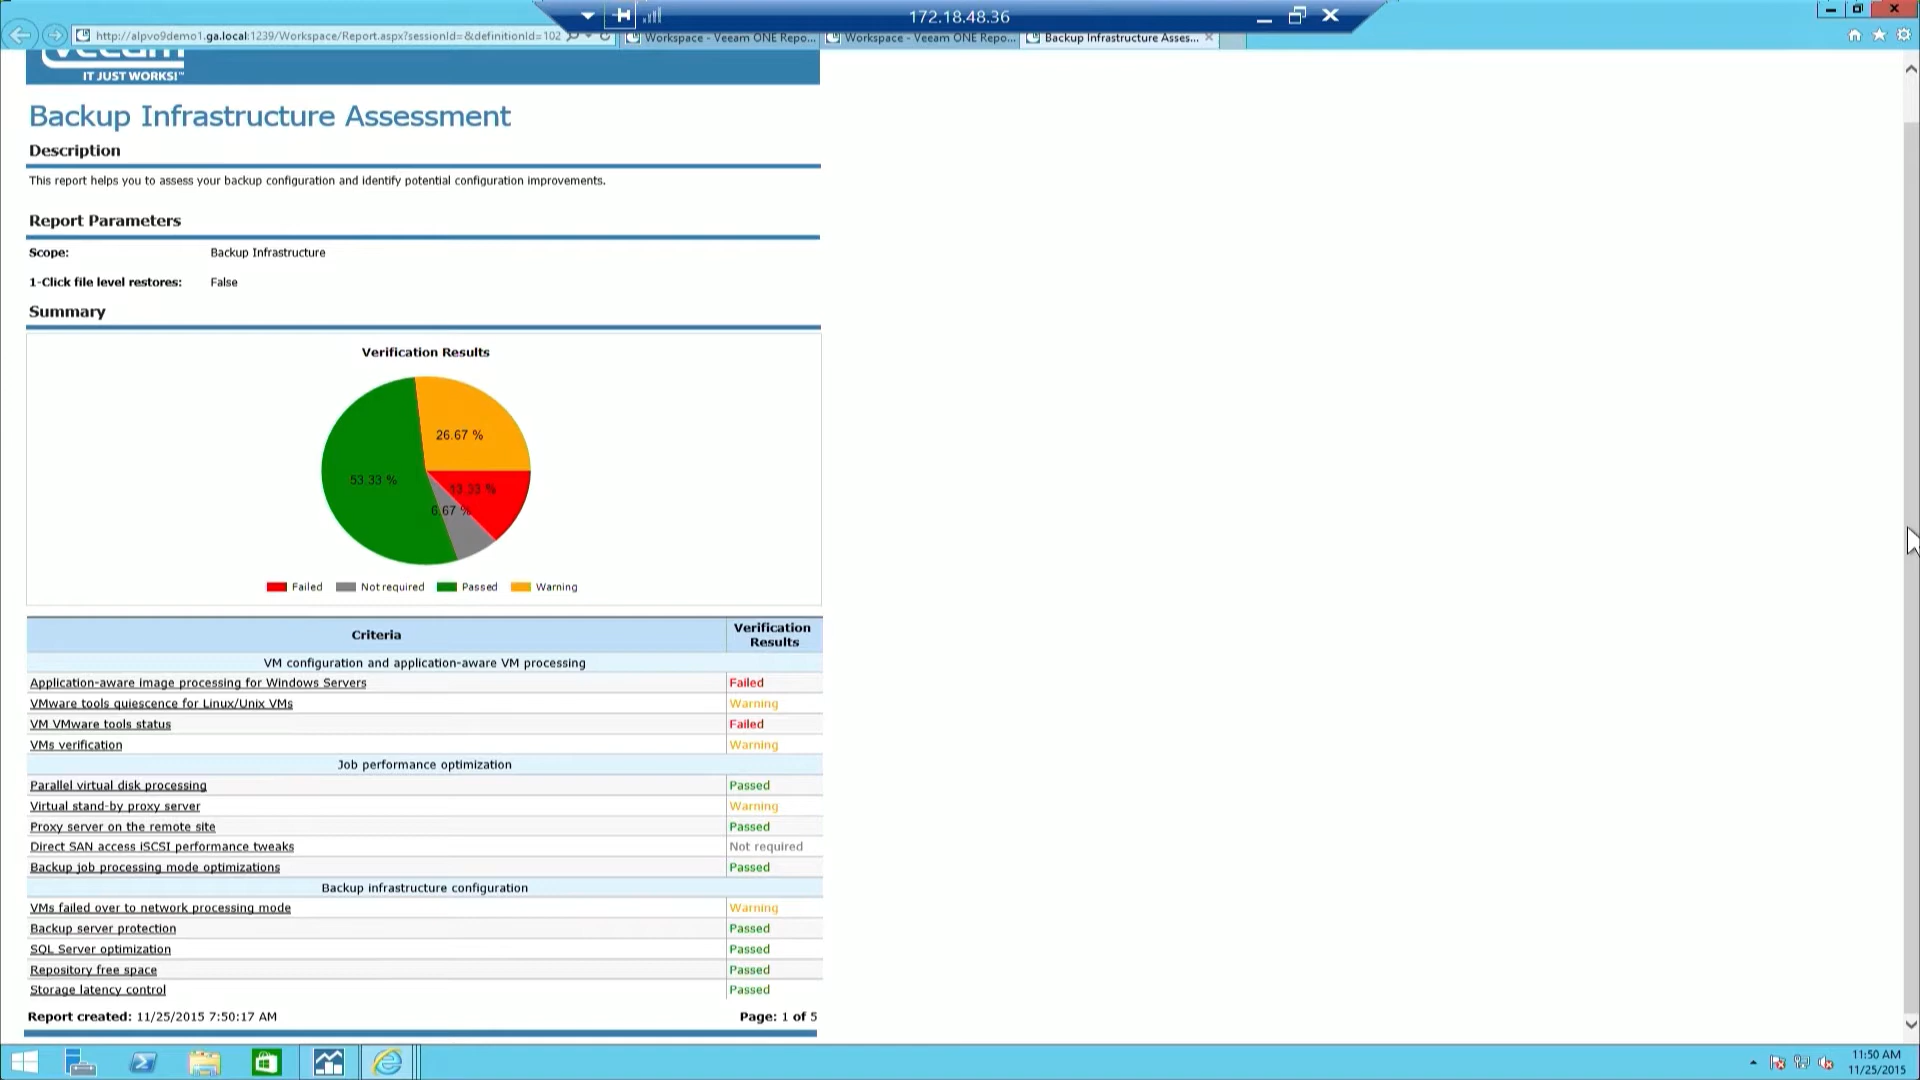 172.18.48.36
http://alpvo9demo1.ga.local:1239/Workspace/Report.aspx?sessionId=&definitionId=102
Workspace - Veeam ONE Repo...
Workspace - Veeam ONE Repo...
Backup Infrastructure Asses...
veeam
IT JUST WORKS!™
Backup Infrastructure Assessment
Description
This report helps you to assess your backup configuration and identify potential configuration improvements.
Report Parameters
Scope: Backup Infrastructure
1-Click file level restores: False
Summary
Verification Results
26.67 %
53.33 %
13.33 %
6.67 %
Failed Not required Passed Warning
Criteria Verification Results
VM configuration and application-aware VM processing
Application-aware image processing for Windows Servers Failed
VMware tools quiescence for Linux/Unix VMs Warning
VM VMware tools status Failed
VMs verification Warning
Job performance optimization
Parallel virtual disk processing Passed
Virtual stand-by proxy server Warning
Proxy server on the remote site Passed
Direct SAN access iSCSI performance tweaks Not required
Backup job processing mode optimizations Passed
Backup infrastructure configuration
VMs failed over to network processing mode Warning
Backup server protection Passed
SQL Server optimization Passed
Repository free space Passed
Storage latency control Passed
Report created: 11/25/2015 7:50:17 AM Page: 1 of 5
11:50 AM
11/25/2015